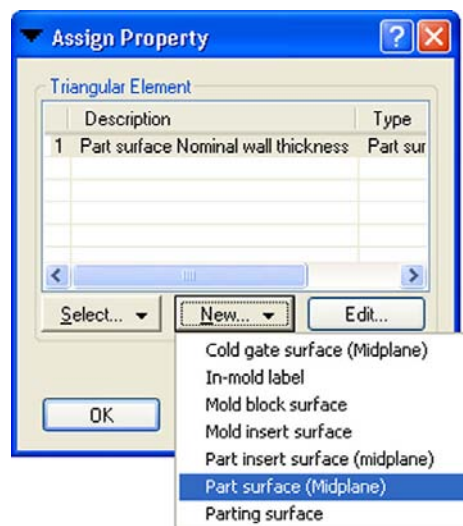 Assign Property
Triangular Element
Description Type
1 Part surface Nominal wall thickness Part sur
Select... New... Edit...
Cold gate surface (Midplane)
In-mold label
Mold block surface
OK
Mold insert surface
Part insert surface (midplane)
Part surface (Midplane)
Parting surface